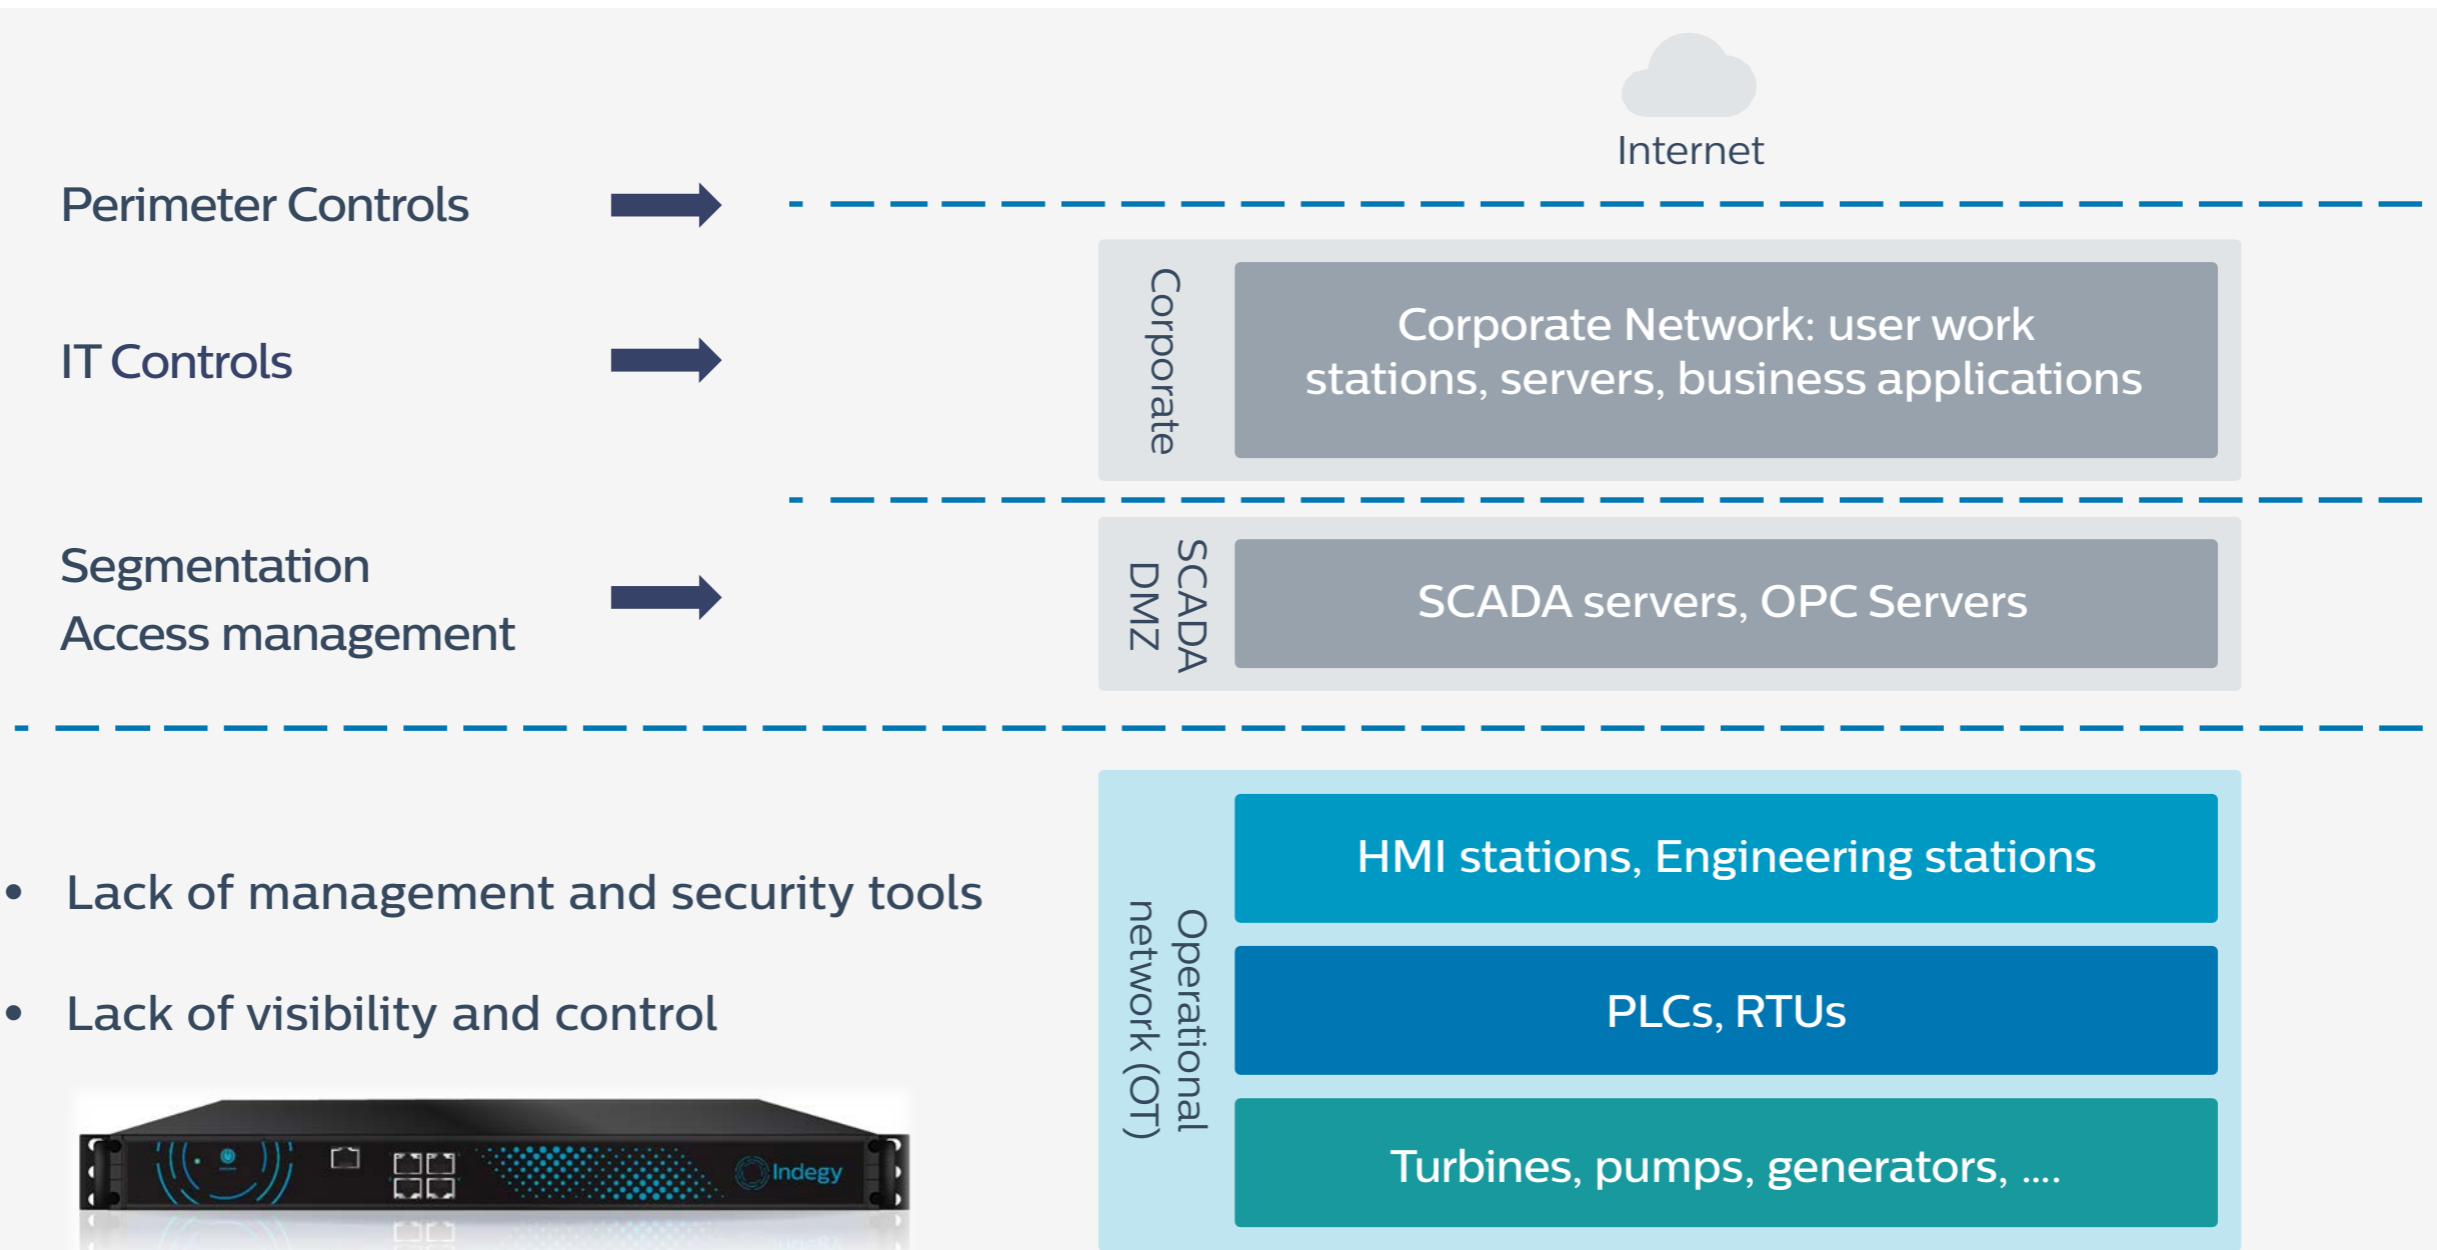 Internet
Perimeter Controls
IT Controls
Corporate
Corporate Network: user work
stations, servers, business applications
Segmentation
Access management
SCADA
DMZ
SCADA servers, OPC Servers
• Lack of management and security tools
• Lack of visibility and control
Operational
network (OT)
HMI stations, Engineering stations
PLCs, RTUs
Turbines, pumps, generators, ....
Indegy